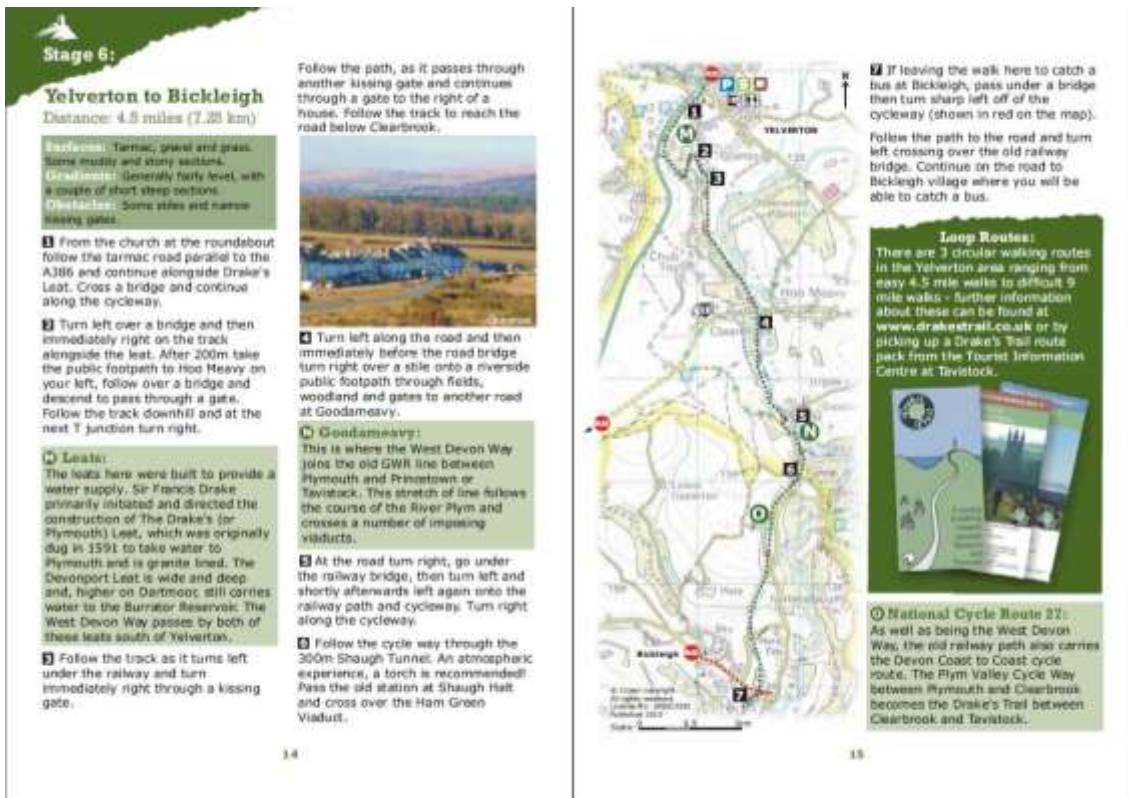 Stage 6:
Yelverton to Bickleigh
Distance: 4.5 miles (7.25 km)
Surfaces: Tarmac, gravel and grass.
Some muddy and stony sections.
Gradients: Generally fairly level, with
a couple of short steep sections.
Obstacles: Some stiles and narrow
kissing gates.
1 From the church at the roundabout
follow the tarmac road parallel to the
A386 and continue alongside Drake's
Leat. Cross a bridge and continue
along the cycleway.
2 Turn left over a bridge and then
immediately right on the track
alongside the leat. After 200m take
the public footpath to Hoo Meavy on
your left, follow over a bridge and
descend to pass through a gate.
Follow the track downhill and at the
next T junction turn right.
Leats:
The leats here were built to provide a
water supply. Sir Francis Drake
primarily initiated and directed the
construction of The Drake's (or
Plymouth) Leat, which was originally
dug in 1591 to take water to
Plymouth and is granite lined. The
Devonport Leat is wide and deep
and, higher on Dartmoor, still carries
water to the Burrator Reservoir. The
West Devon Way passes by both of
these leats south of Yelverton.
3 Follow the track as it turns left
under the railway and turn
immediately right through a kissing
gate.
Follow the path, as it passes through
another kissing gate and continues
through a gate to the right of a
house. Follow the track to reach the
road below Clearbrook.
4 Turn left along the road and then
immediately before the road bridge
turn right over a stile onto a riverside
public footpath through fields,
woodland and gates to another road
at Goodameavy.
N Goodameavy:
This is where the West Devon Way
joins the old GWR line between
Plymouth and Princetown or
Tavistock. This stretch of line follows
the course of the River Plym and
crosses a number of imposing
viaducts.
5 At the road turn right, go under
the railway bridge, then turn left and
shortly afterwards left again onto the
railway path and cycleway. Turn right
along the cycleway.
6 Follow the cycle way through the
300m Shaugh Tunnel. An atmospheric
experience, a torch is recommended!
Pass the old station at Shaugh Halt
and cross over the Ham Green
Viaduct.
14
N
P
1
M
YELVERTON
2
3
Hoo Meavy
4
5
N
6
Bickleigh
7
7 If leaving the walk here to catch a
bus at Bickleigh, pass under a bridge
then turn sharp left off of the
cycleway (shown in red on the map).
Follow the path to the road and turn
left crossing over the old railway
bridge. Continue on the road to
Bickleigh village where you will be
able to catch a bus.
Loop Routes:
There are 3 circular walking routes
in the Yelverton area ranging from
easy 4.5 mile walks to difficult 9
mile walks - further information
about these can be found at
www.drakestrail.co.uk or by
picking up a Drake's Trail route
pack from the Tourist Information
Centre at Tavistock.
National Cycle Route 27:
As well as being the West Devon
Way, the old railway path also carries
the Devon Coast to Coast cycle
route. The Plym Valley Cycle Way
between Plymouth and Clearbrook
becomes the Drake's Trail between
Clearbrook and Tavistock.
15